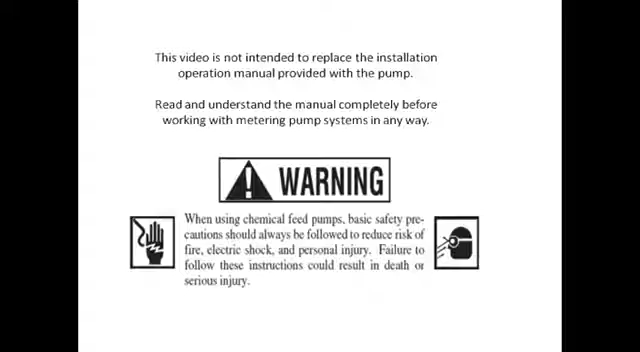 This video is not intended to replace the installation
operation manual provided with the pump.
Read and understand the manual completely before
working with metering pump systems in any way.
WARNING
When using chemical feed pumps, basic safety pre-
cautions should always be followed to reduce risk of
fire, electric shock, and personal injury. Failure to
follow these instructions could result in death or
serious injury.